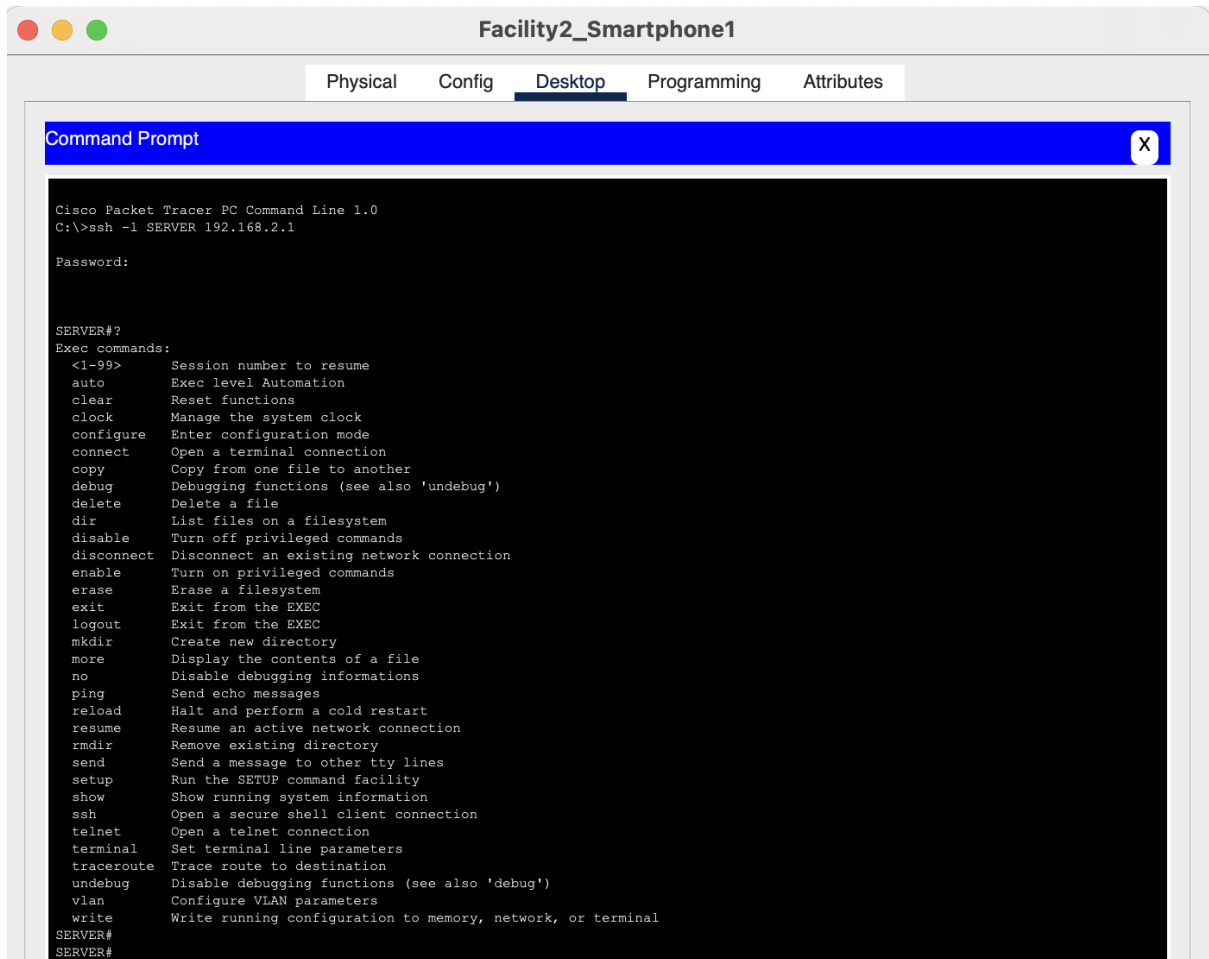 Facility2_Smartphone1
Physical Config Desktop Programming Attributes
Command Prompt
X
Cisco Packet Tracer PC Command Line 1.0
C:\>ssh -l SERVER 192.168.2.1
Password:
SERVER#?
Exec commands:
<1-99> Session number to resume
auto Exec level Automation
clear Reset functions
clock Manage the system clock
configure Enter configuration mode
connect Open a terminal connection
copy Copy from one file to another
debug Debugging functions (see also 'undebug')
delete Delete a file
dir List files on a filesystem
disable Turn off privileged commands
disconnect Disconnect an existing network connection
enable Turn on privileged commands
erase Erase a filesystem
exit Exit from the EXEC
logout Exit from the EXEC
mkdir Create new directory
more Display the contents of a file
no Disable debugging informations
ping Send echo messages
reload Halt and perform a cold restart
resume Resume an active network connection
rmdir Remove existing directory
send Send a message to other tty lines
setup Run the SETUP command facility
show Show running system information
ssh Open a secure shell client connection
telnet Open a telnet connection
terminal Set terminal line parameters
traceroute Trace route to destination
undebug Disable debugging functions (see also 'debug')
vlan Configure VLAN parameters
write Write running configuration to memory, network, or terminal
SERVER#
SERVER#